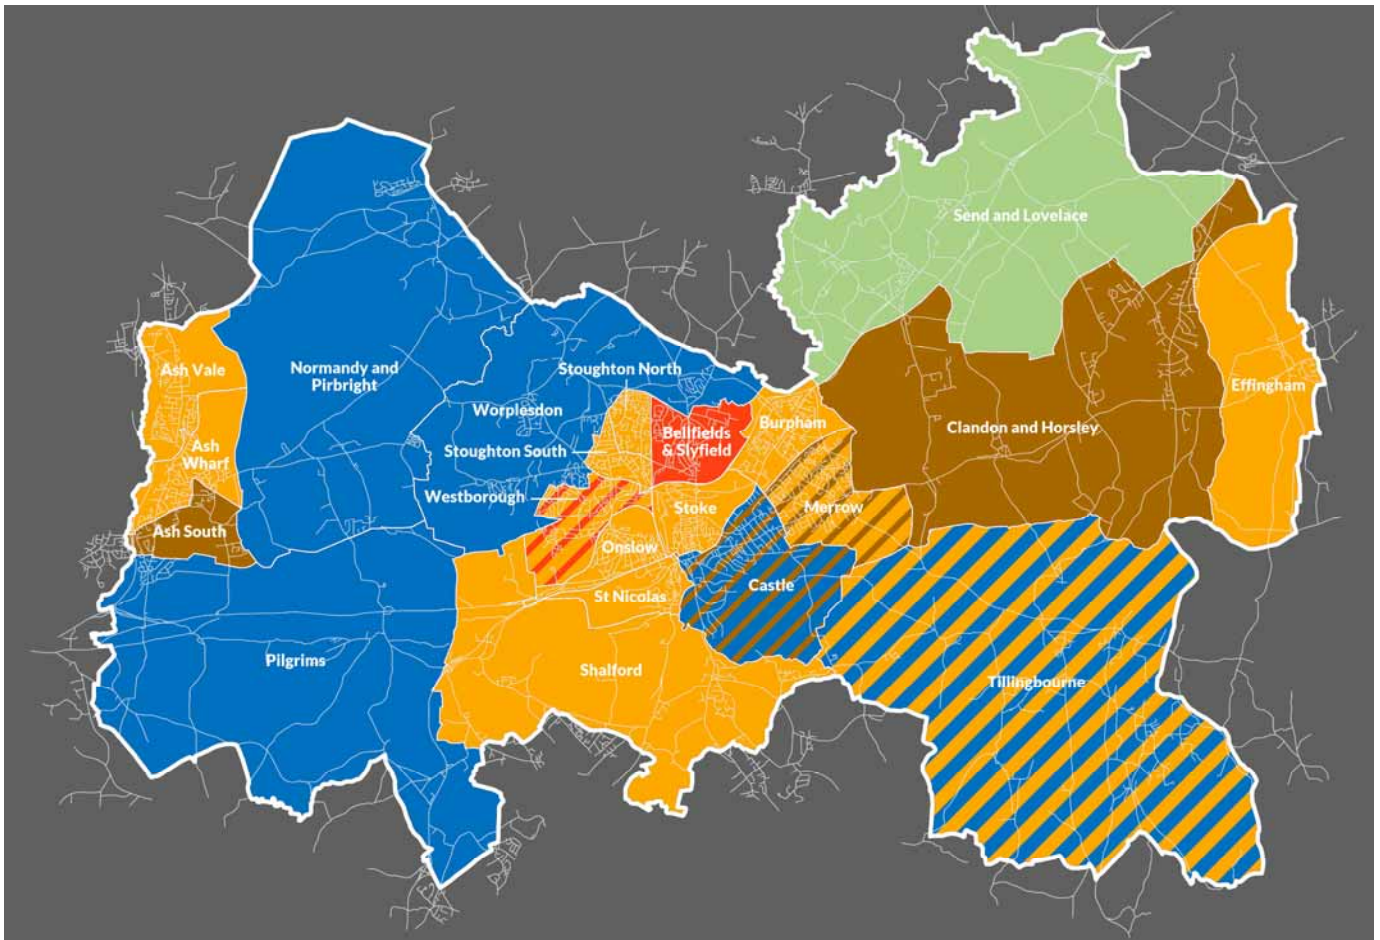 Send and Lovelace
Ash Vale
Normandy and
Pirbright
Stoughton North
Effingham
Worplesdon
Burpham
Clandon and Horsley
Bellfields
& Slyfield
Ash
Wharf
Stoughton South
Westborough
Stoke
Merrow
Ash South
Onslow
Castle
St Nicolas
Pilgrims
Shalford
Tillingbourne